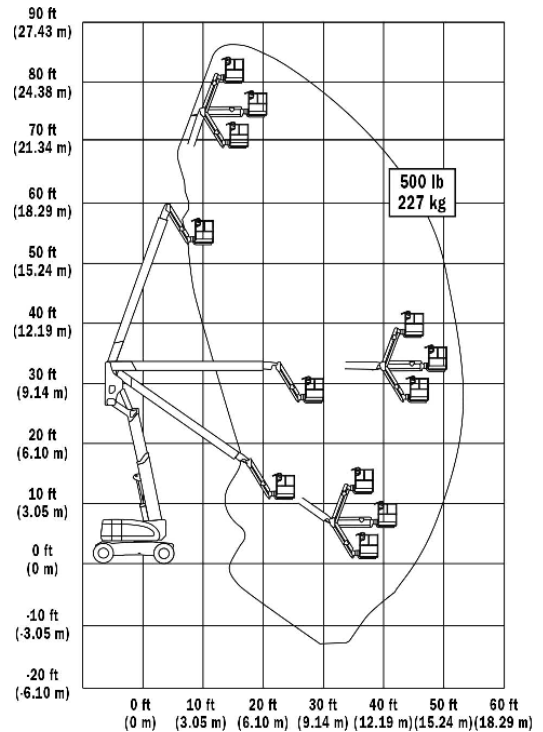 90 ft
(27.43 m)
80 ft
(24.38 m)
70 ft
(21.34 m)
60 ft
(18.29 m)
50 ft
(15.24 m)
40 ft
(12.19 m)
30 ft
(9.14 m)
20 ft
(6.10 m)
10 ft
(3.05 m)
0 ft
(0 m)
-10 ft
(-3.05 m)
-20 ft
(-6.10 m)
500 lb
227 kg
0 ft 10 ft 20 ft 30 ft 40 ft 50 ft 60 ft
(0 m) (3.05 m) (6.10 m) (9.14 m) (12.19 m) (15.24 m) (18.29 m)